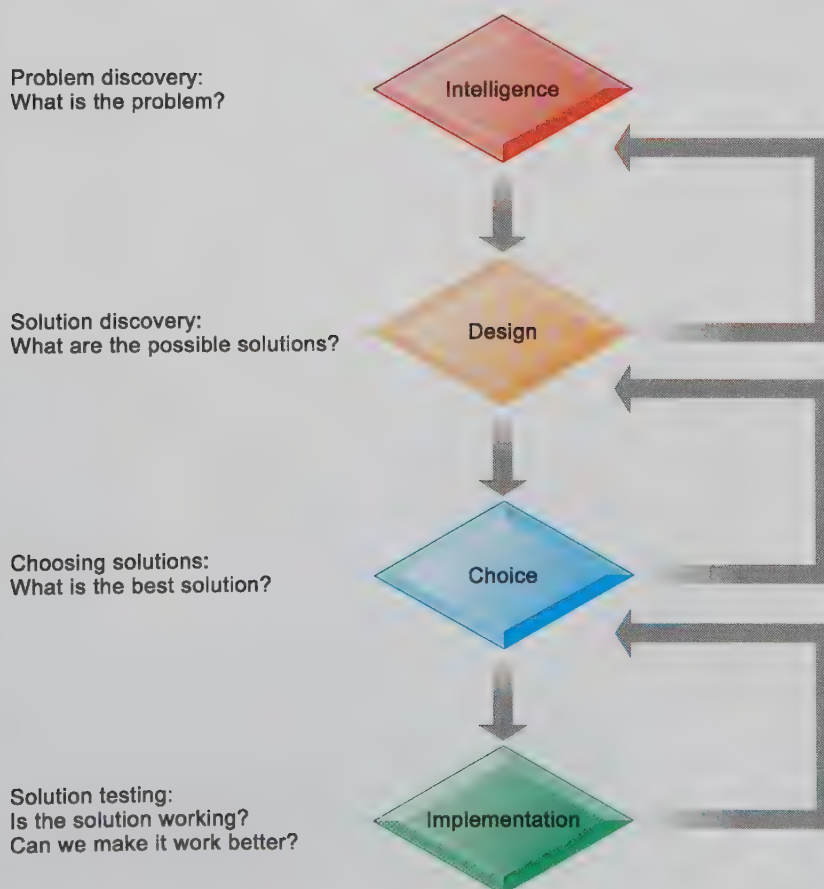 Problem discovery:
What is the problem?
Intelligence
Solution discovery:
What are the possible solutions?
Design
Choosing solutions:
What is the best solution?
Choice
Solution testing:
Is the solution working?
Can we make it work better?
Implementation